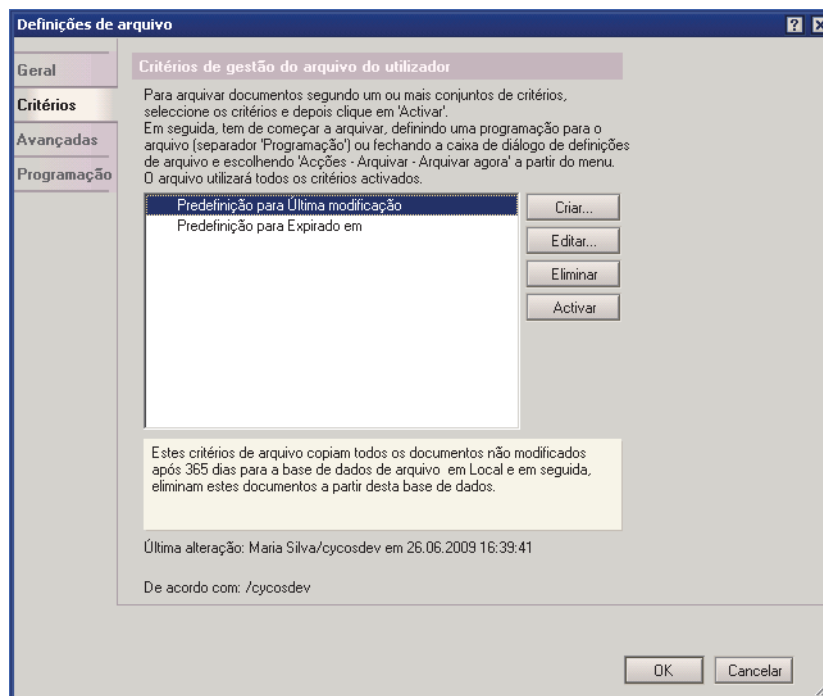 Definições de arquivo
Geral
Critérios
Avançadas
Programação
Critérios de gestão do arquivo do utilizador
Para arquivar documentos segundo um ou mais conjuntos de critérios,
seleccione os critérios e depois clique em 'Activar'.
Em seguida, tem de começar a arquivar, definindo uma programação para o
arquivo (separador 'Programação') ou fechando a caixa de diálogo de definições
de arquivo e escolhendo 'Acções - Arquivar - Arquivar agora' a partir do menu.
O arquivo utilizará todos os critérios activados.
Predefinição para Última modificação
Predefinição para Expirado em
Criar...
Editar...
Eliminar
Activar
Estes critérios de arquivo copiam todos os documentos não modificados
após 365 dias para a base de dados de arquivo em Local e em seguida,
eliminam estes documentos a partir desta base de dados.
Última alteração: Maria Silva/cycosdev em 26.06.2009 16:39:41
De acordo com: /cycosdev
OK
Cancelar